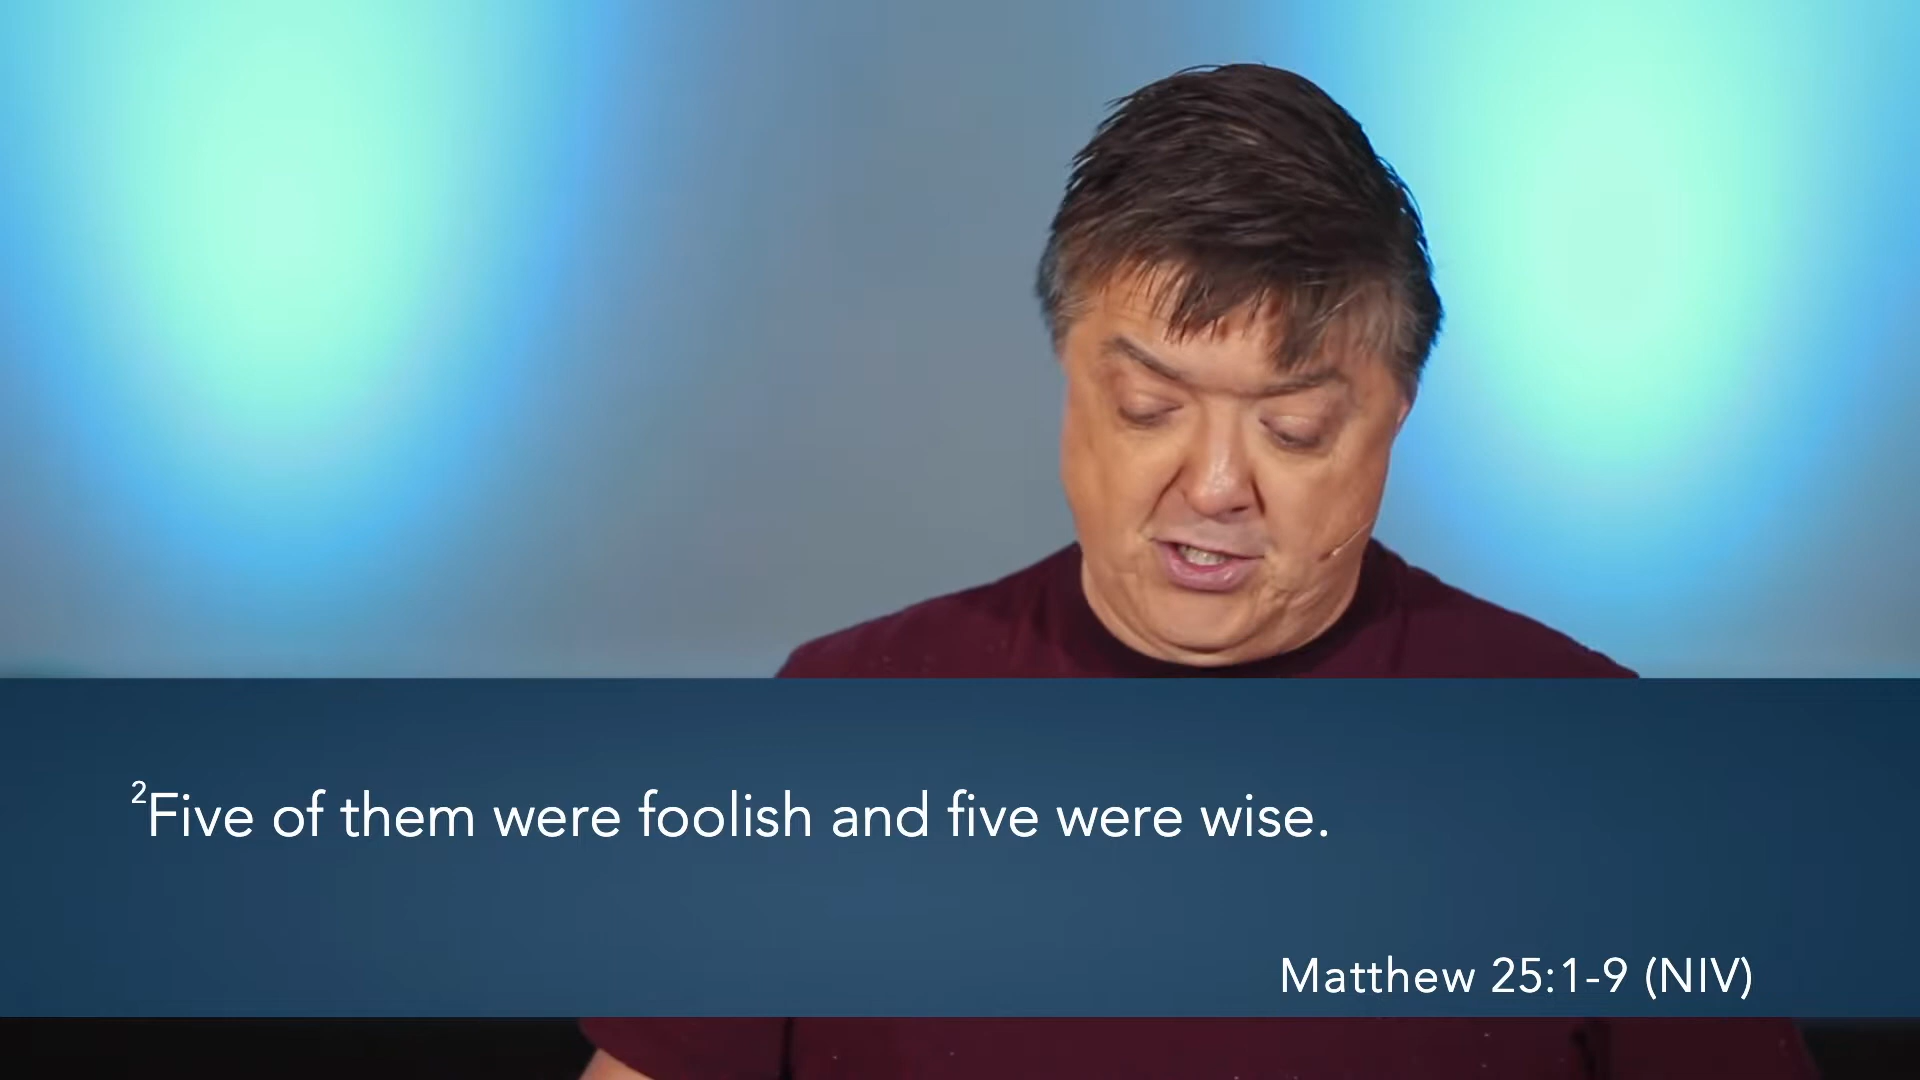 ²Five of them were foolish and five were wise.
Matthew 25:1-9 (NIV)